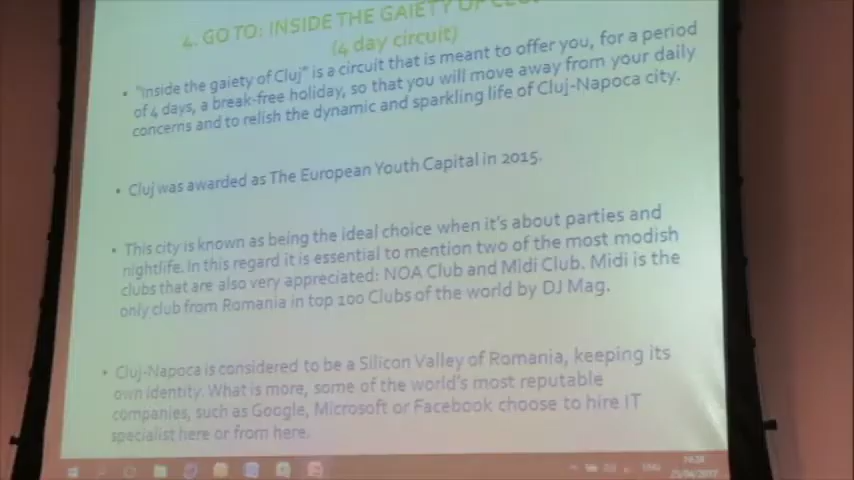 4. GO TO: INSIDE THE GAIETY OF
(4 day circuit)
• "Inside the gaiety of Cluj" is a circuit that is meant to offer you, for a period
of 4 days, a break-free holiday, so that you will move away from your daily
concerns and to relish the dynamic and sparkling life of Cluj-Napoca city.
• Cluj was awarded as The European Youth Capital in 2015.
• This city is known as being the ideal choice when it's about parties and
nightlife. In this regard it is essential to mention two of the most modish
clubs that are also very appreciated: NOA Club and Midi Club. Midi is the
only club from Romania in top 100 Clubs of the world by DJ Mag.
• Cluj-Napoca is considered to be a Silicon Valley of Romania, keeping its
own identity. What is more, some of the world's most reputable
companies, such as Google, Microsoft or Facebook choose to hire IT
specialist here or from here.